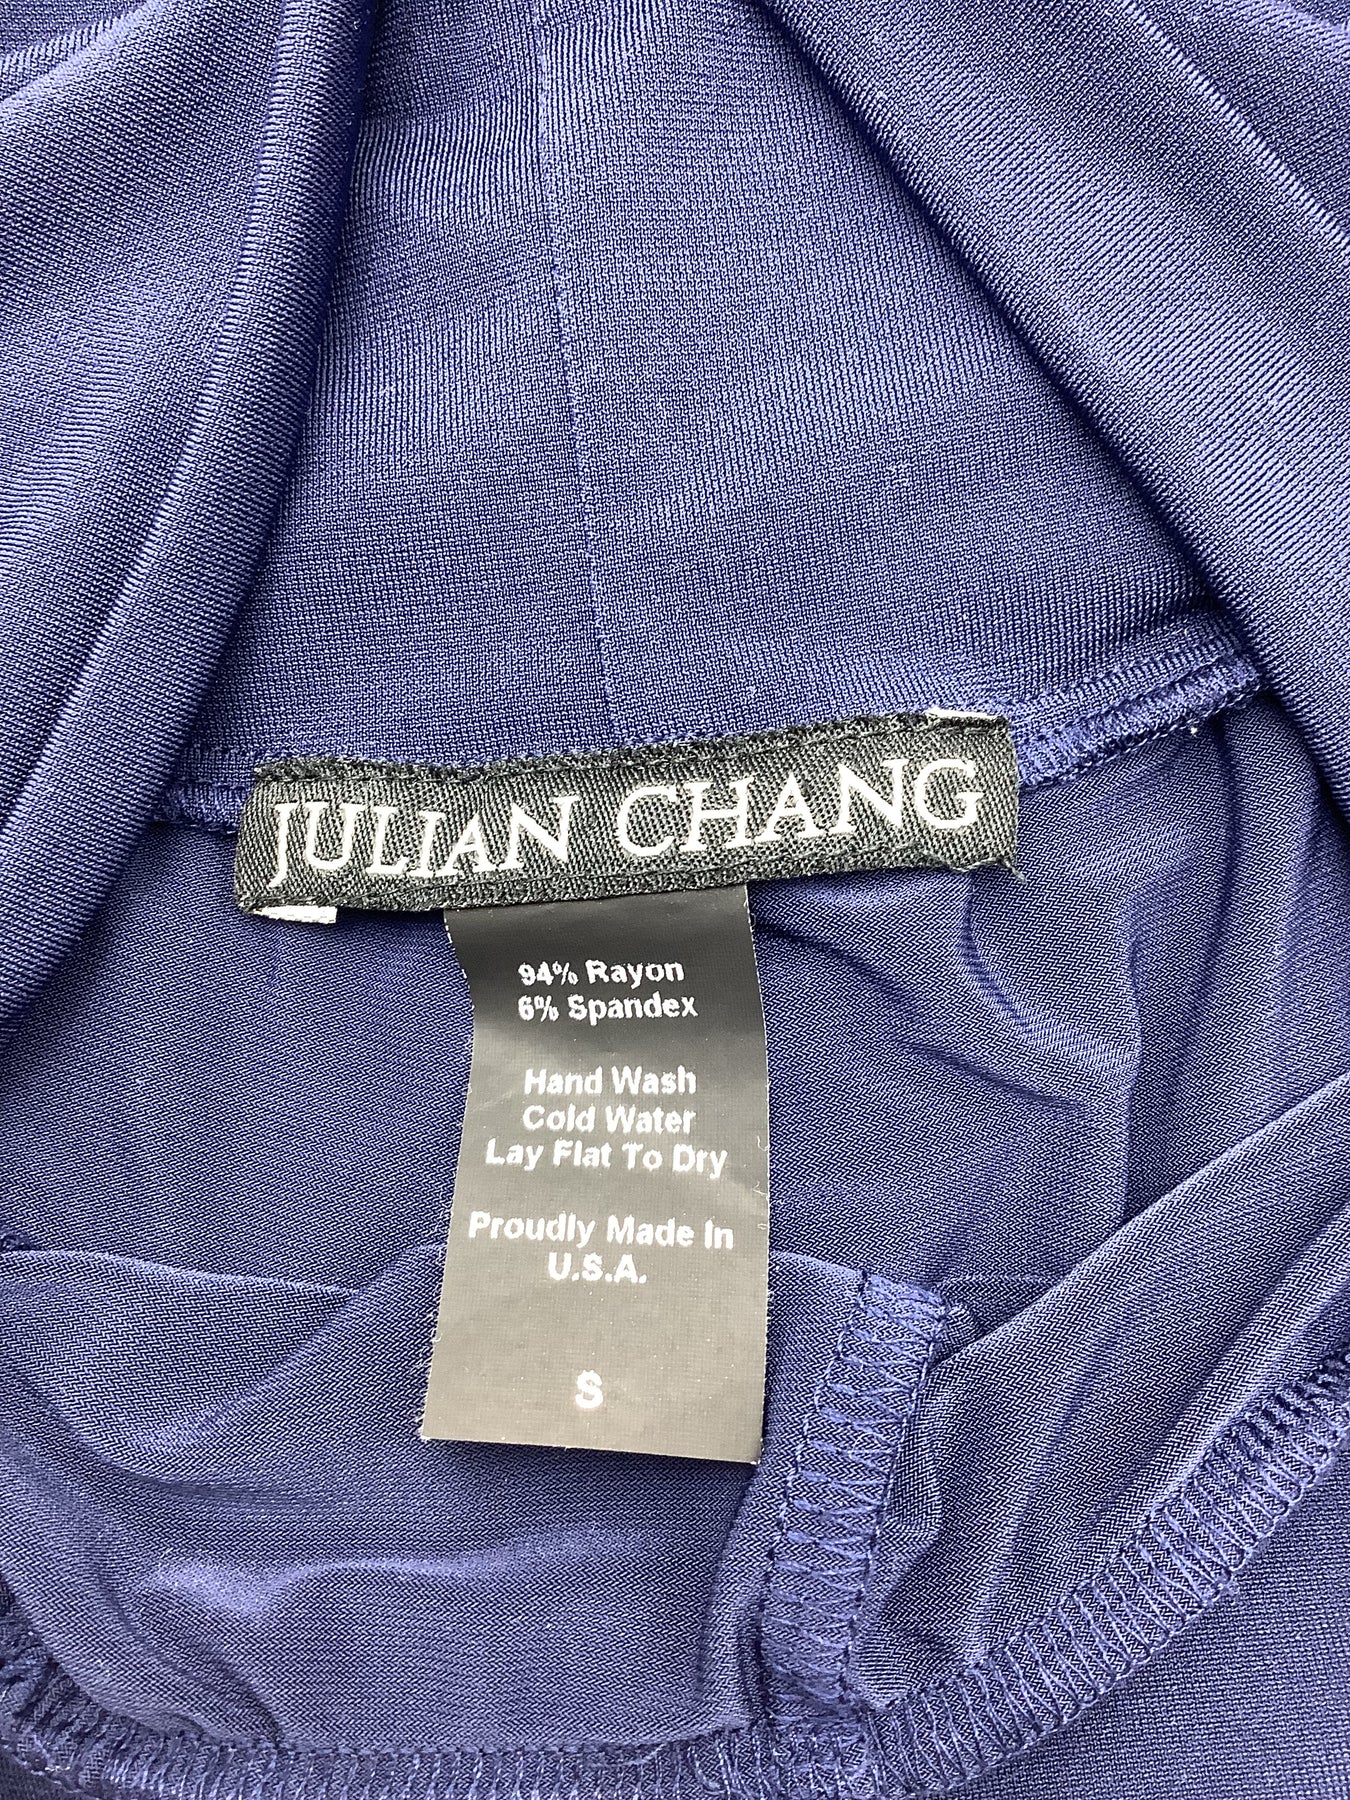 JULIAN CHANG
94% Rayon
6% Spandex
Hand Wash
Cold Water
Lay Flat To Dry
Proudly Made In
U.S.A.
S